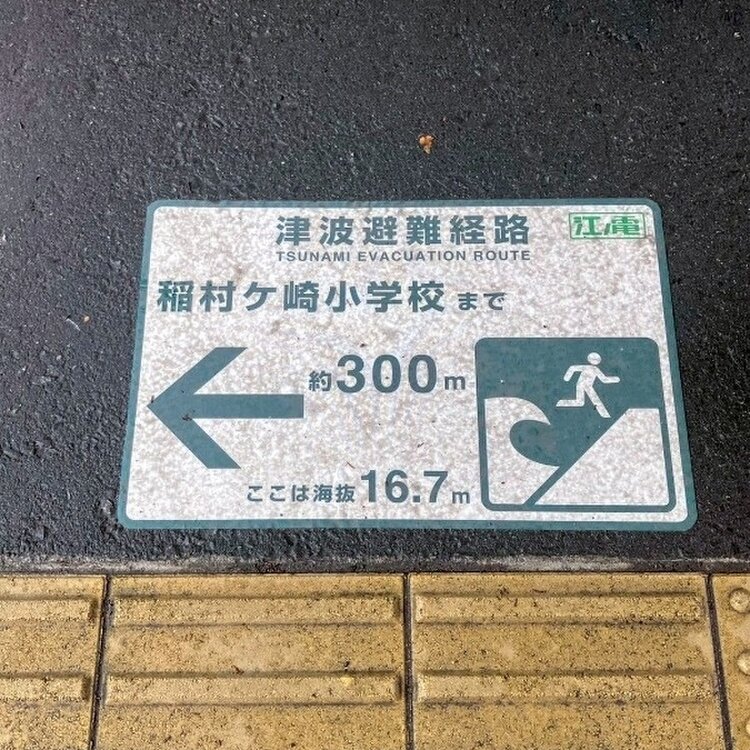 津波避難経路
江ノ電
TSUNAMI EVACUATION ROUTE
稲村ケ崎小学校まで
約300m
ここは海抜16.7m